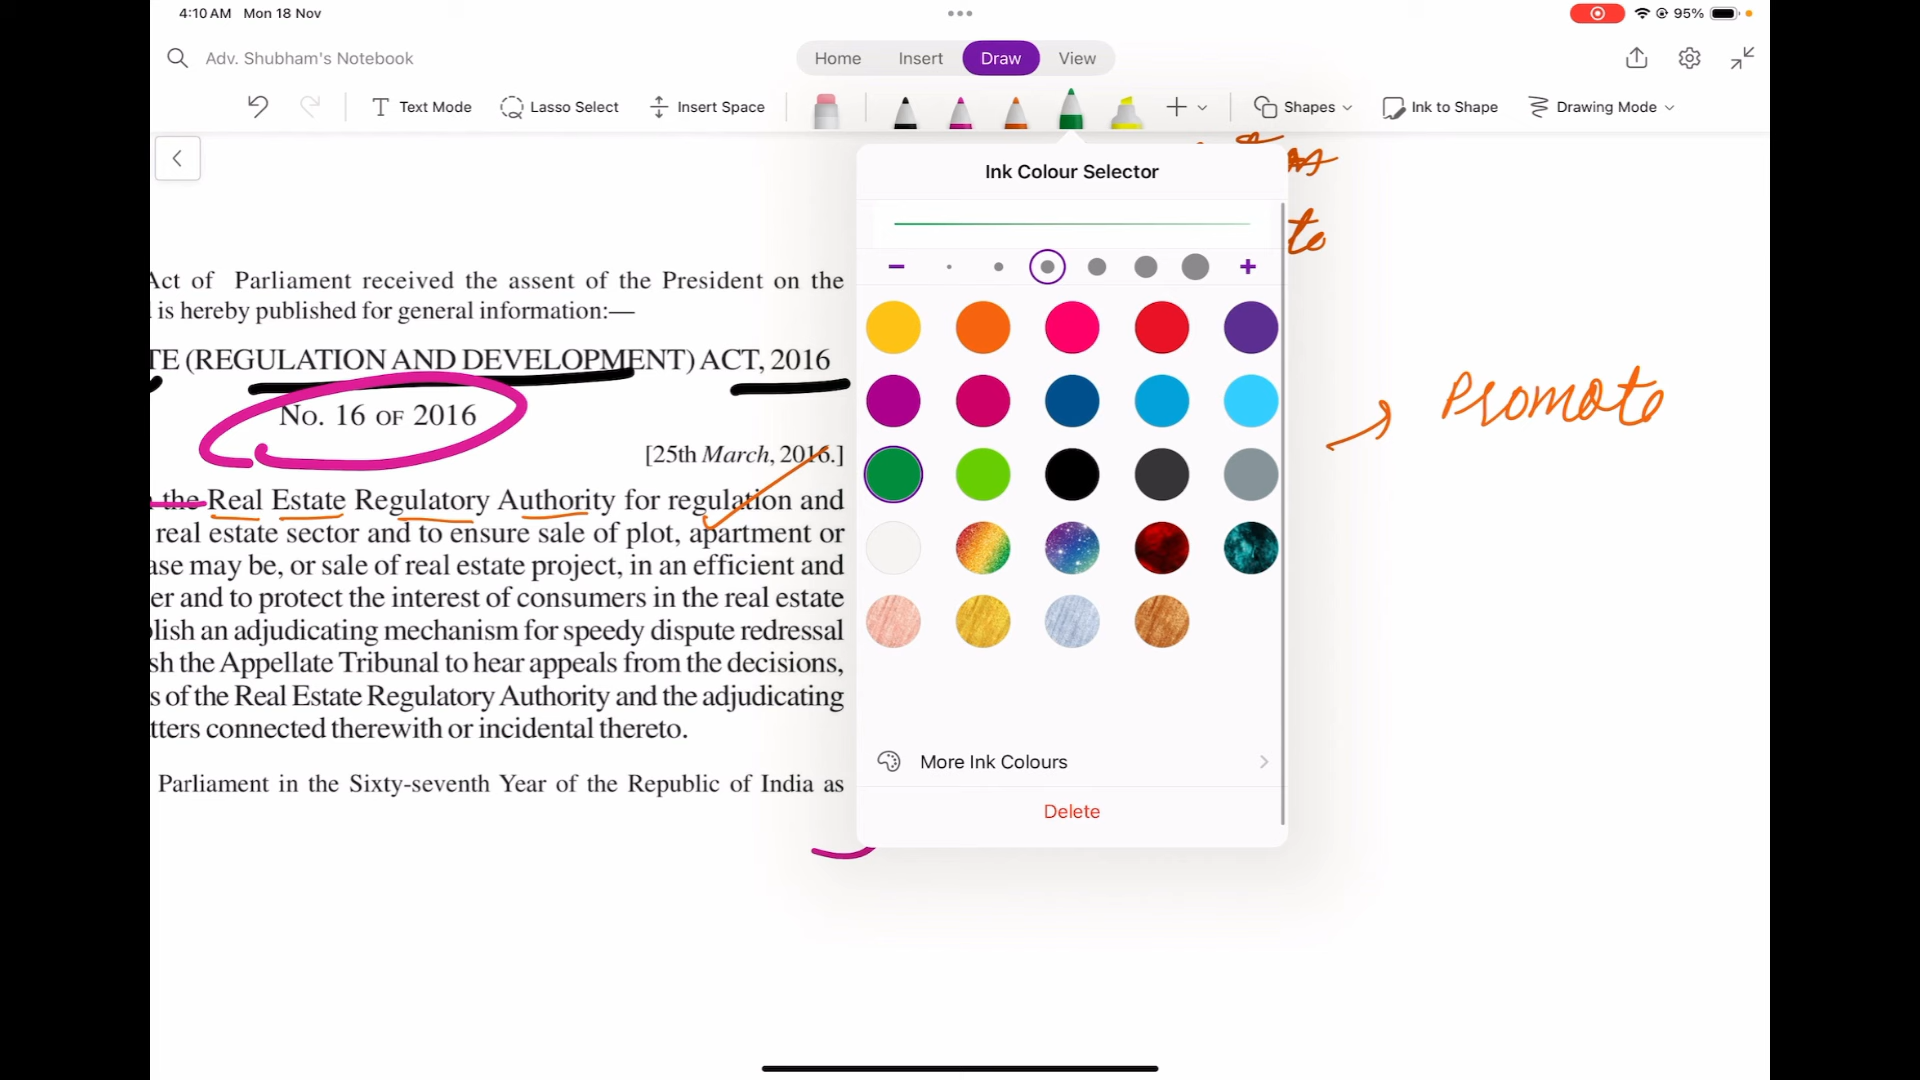 4:10 AM Mon 18 Nov
95%
Adv. Shubham's Notebook
Home Insert Draw View
Text Mode Lasso Select Insert Space Shapes Ink to Shape Drawing Mode
Ink Colour Selector
Act of Parliament received the assent of the President on the
is hereby published for general information:—
TE (REGULATION AND DEVELOPMENT) ACT, 2016
NO. 16 OF 2016
[25th March, 2016.]
the Real Estate Regulatory Authority for regulation and
real estate sector and to ensure sale of plot, apartment or
ase may be, or sale of real estate project, in an efficient and
er and to protect the interest of consumers in the real estate
lish an adjudicating mechanism for speedy dispute redressal
sh the Appellate Tribunal to hear appeals from the decisions,
s of the Real Estate Regulatory Authority and the adjudicating
tters connected therewith or incidental thereto.
Parliament in the Sixty-seventh Year of the Republic of India as
te
Promote
More Ink Colours
Delete